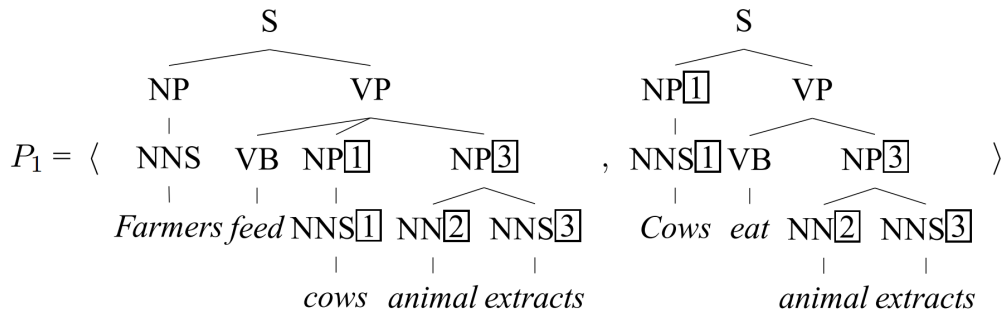 S S
NP VP NP1 VP
P1 = ⟨ NNS VB NP1 NP3 , NNS1 VB NP3 ⟩
Farmers feed NNS1 NN2 NNS3 Cows eat NN2 NNS3
cows animal extracts animal extracts